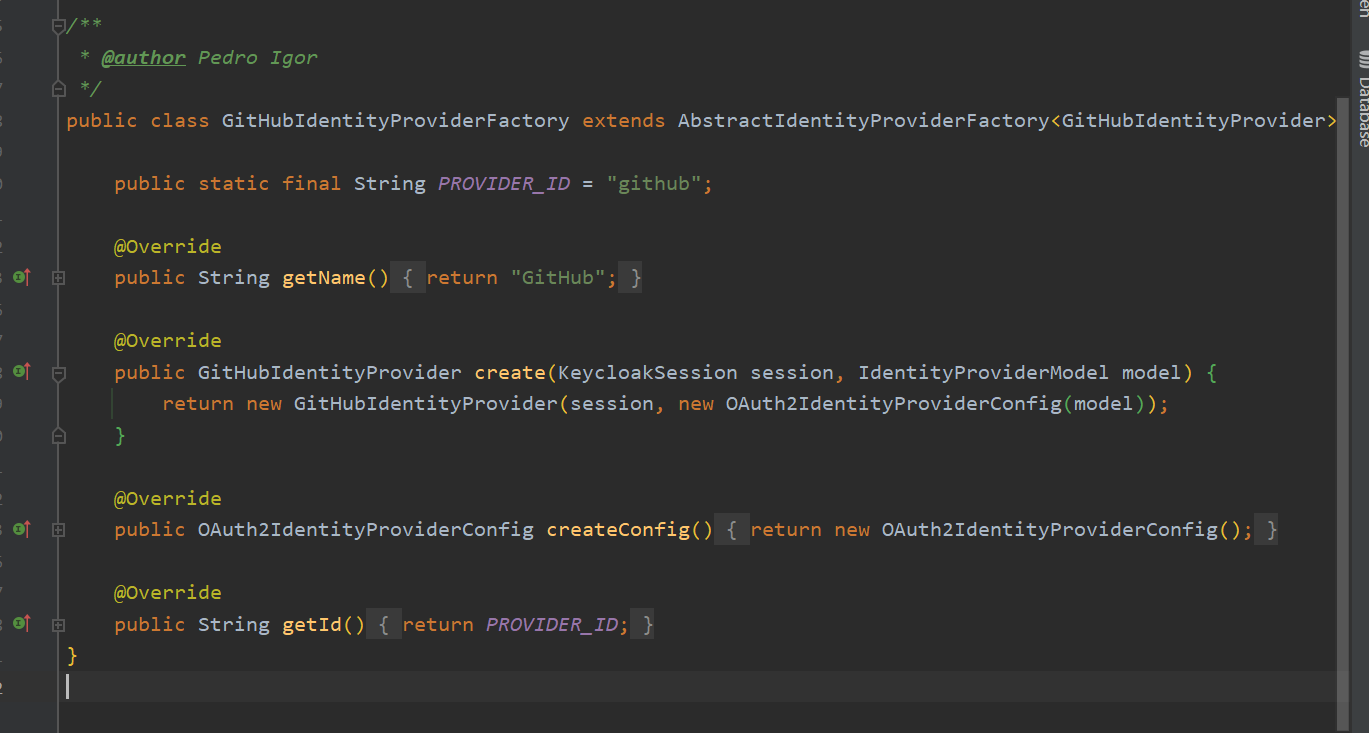 /**
* @author Pedro Igor
*/
public class GitHubIdentityProviderFactory extends AbstractIdentityProviderFactory<GitHubIdentityProvider>
public static final String PROVIDER_ID = "github";
@Override
public String getName() { return "GitHub"; }
@Override
public GitHubIdentityProvider create(KeycloakSession session, IdentityProviderModel model) {
return new GitHubIdentityProvider(session, new OAuth2IdentityProviderConfig(model));
}
@Override
public OAuth2IdentityProviderConfig createConfig() { return new OAuth2IdentityProviderConfig(); }
@Override
public String getId() { return PROVIDER_ID; }
}
Database